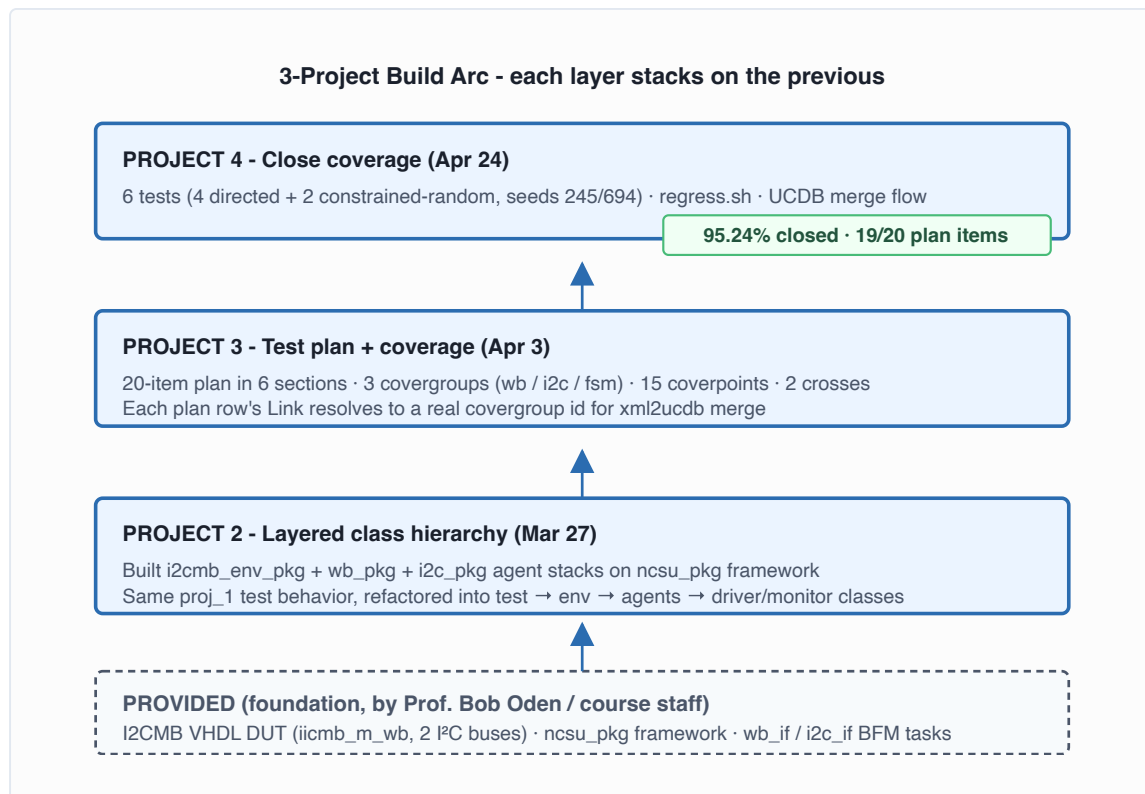 3-Project Build Arc - each layer stacks on the previous
PROJECT 4 - Close coverage (Apr 24)
6 tests (4 directed + 2 constrained-random, seeds 245/694) · regress.sh · UCDB merge flow
95.24% closed · 19/20 plan items
PROJECT 3 - Test plan + coverage (Apr 3)
20-item plan in 6 sections · 3 covergroups (wb / i2c / fsm) · 15 coverpoints · 2 crosses
Each plan row's Link resolves to a real covergroup id for xml2ucdb merge
PROJECT 2 - Layered class hierarchy (Mar 27)
Built i2cmb_env_pkg + wb_pkg + i2c_pkg agent stacks on ncsu_pkg framework
Same proj_1 test behavior, refactored into test → env → agents → driver/monitor classes
PROVIDED (foundation, by Prof. Bob Oden / course staff)
I2CMB VHDL DUT (iicmb_m_wb, 2 I²C buses) · ncsu_pkg framework · wb_if / i2c_if BFM tasks